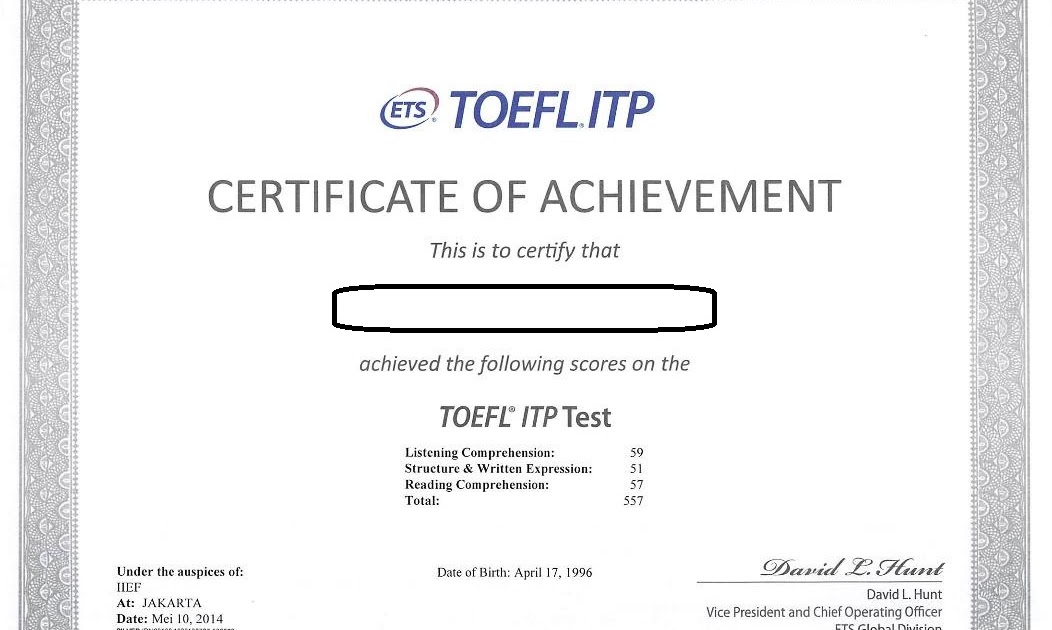 ETS TOEFL ITP
CERTIFICATE OF ACHIEVEMENT
This is to certify that
achieved the following scores on the
TOEFL® ITP Test
Listening Comprehension: 59
Structure & Written Expression: 51
Reading Comprehension: 57
Total: 557
Under the auspices of:
IIEF
At: JAKARTA
Date: Mei 10, 2014
Date of Birth: April 17, 1996
David L. Hunt
David L. Hunt
Vice President and Chief Operating Officer
ETS Global Division